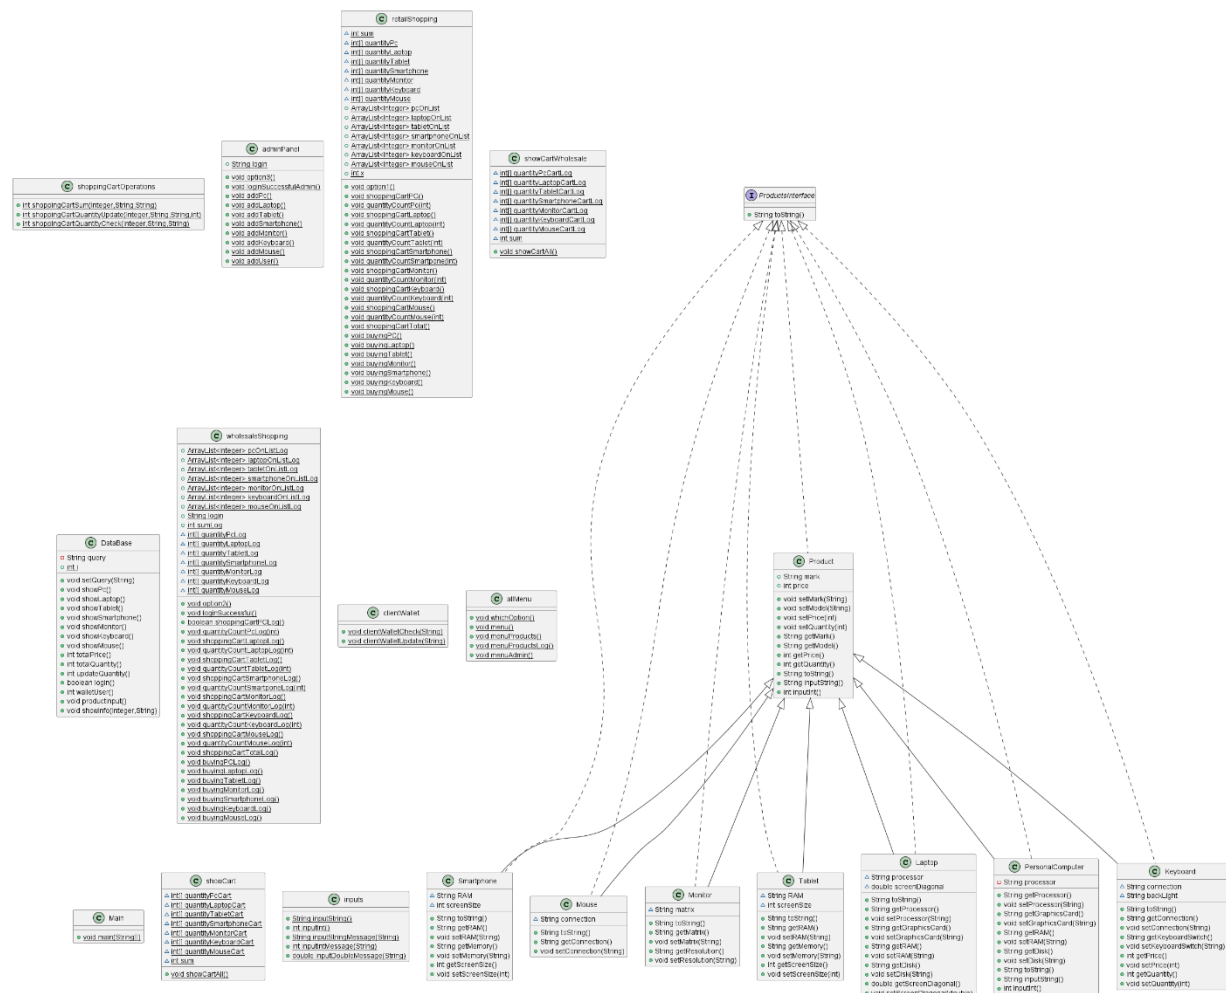 retailShopping
int sum
int[] quantityPc
int[] quantityLaptop
int[] quantityTablet
int[] quantitySmartphone
int[] quantityMonitor
int[] quantityKeyboard
int[] quantityMouse
ArrayList<Integer> pcOnList
ArrayList<Integer> laptopOnList
ArrayList<Integer> tabletOnList
ArrayList<Integer> smartphoneOnList
ArrayList<Integer> monitorOnList
ArrayList<Integer> keyboardOnList
ArrayList<Integer> mouseOnList
int x
void option1()
void shoppingCartPC()
void quantityCountPc(int)
void shoppingCartLaptop()
void quantityCountLaptop(int)
void shoppingCartTablet()
void quantityCountTablet(int)
void shoppingCartSmartphone()
void quantityCountSmartpone(int)
void shoppingCartMonitor()
void quantityCountMonitor(int)
void shoppingCartKeyboard()
void quantityCountKeyboard(int)
void shoppingCartMouse()
void quantityCountMouse(int)
void shoppingCartTotal()
void buyingPC()
void buyingLaptop()
void buyingTablet()
void buyingMonitor()
void buyingSmartphone()
void buyingKeyboard()
void buyingMouse()
adminPanel
String login
void option3()
void loginSuccessfulAdmin()
void addPc()
void addLaptop()
void addTablet()
void addSmartphone()
void addMonitor()
void addKeyboard()
void addMouse()
void addUser()
shoppingCartOperations
int shoppingCartSum(Integer,String,String)
int shoppingCartQuantityUpdate(Integer,String,String,int)
int shoppingCartQuantityCheck(Integer,String,String)
showCartWholesale
int[] quantityPcCartLog
int[] quantityLaptopCartLog
int[] quantityTabletCartLog
int[] quantitySmartphoneCartLog
int[] quantityMonitorCartLog
int[] quantityKeyboardCartLog
int[] quantityMouseCartLog
int sum
void showCartAll()
ProductsInterface
String toString()
wholesaleShopping
ArrayList<Integer> pcOnListLog
ArrayList<Integer> laptopOnListLog
ArrayList<Integer> tabletOnListLog
ArrayList<Integer> smartphoneOnListLog
ArrayList<Integer> monitorOnListLog
ArrayList<Integer> keyboardOnListLog
ArrayList<Integer> mouseOnListLog
String login
int sumLog
int[] quantityPcLog
int[] quantityLaptopLog
int[] quantityTabletLog
int[] quantitySmartphoneLog
int[] quantityMonitorLog
int[] quantityKeyboardLog
int[] quantityMouseLog
void option2()
void loginSuccessful()
boolean shoppingCartPCLog()
void quantityCountPcLog(int)
void shoppingCartLaptopLog()
void quantityCountLaptopLog(int)
void shoppingCartTabletLog()
void quantityCountTabletLog(int)
void shoppingCartSmartphoneLog()
void quantityCountSmartponeLog(int)
void shoppingCartMonitorLog()
void quantityCountMonitorLog(int)
void shoppingCartKeyboardLog()
void quantityCountKeyboardLog(int)
void shoppingCartMouseLog()
void quantityCountMouseLog(int)
void shoppingCartTotalLog()
void buyingPCLog()
void buyingLaptopLog()
void buyingTabletLog()
void buyingMonitorLog()
void buyingSmartphoneLog()
void buyingKeyboardLog()
void buyingMouseLog()
DataBase
String query
int i
void setQuery(String)
void showPc()
void showLaptop()
void showTablet()
void showSmartphone()
void showMonitor()
void showKeyboard()
void showMouse()
int totalPrice()
int totalQuantity()
int updateQuantity()
boolean login()
int walletUser()
void productInput()
void showInfo(Integer,String)
clientWallet
void clientWalletCheck(String)
void clientWalletUpdate(String)
allMenu
void whichOption()
void menu()
void menuProducts()
void menuProductsLog()
void menuAdmin()
Product
String mark
int price
void setMark(String)
void setModel(String)
void setPrice(int)
void setQuantity(int)
String getMark()
String getModel()
int getPrice()
int getQuantity()
String toString()
String inputString()
int inputInt()
Main
void main(String[])
showCart
int[] quantityPcCart
int[] quantityLaptopCart
int[] quantityTabletCart
int[] quantitySmartphoneCart
int[] quantityMonitorCart
int[] quantityKeyboardCart
int[] quantityMouseCart
int sum
void showCartAll()
inputs
String inputString()
int inputInt()
String inputStringMessage(String)
int inputIntMessage(String)
double inputDoubleMessage(String)
Smartphone
String RAM
int screenSize
String toString()
String getRAM()
void setRAM(String)
String getMemory()
void setMemory(String)
int getScreenSize()
void setScreenSize(int)
Mouse
String connection
String toString()
String getConnection()
void setConnection(String)
Monitor
String matrix
String toString()
String getMatrix()
void setMatrix(String)
String getResolution()
void setResolution(String)
Tablet
String RAM
int screenSize
String toString()
String getRAM()
void setRAM(String)
String getMemory()
void setMemory(String)
int getScreenSize()
void setScreenSize(int)
Laptop
String processor
double screenDiagonal
String toString()
String getProcessor()
void setProcessor(String)
String getGraphicsCard()
void setGraphicsCard(String)
String getRAM()
void setRAM(String)
String getDisk()
void setDisk(String)
double getScreenDiagonal()
void setScreenDiagonal(double)
PersonalComputer
String processor
String getProcessor()
void setProcessor(String)
String getGraphicsCard()
void setGraphicsCard(String)
String getRAM()
void setRAM(String)
String getDisk()
void setDisk(String)
String toString()
String inputString()
int inputInt()
Keyboard
String connection
String backLight
String toString()
String getConnection()
void setConnection(String)
String getKeyboardSwitch()
void setKeyboardSwitch(String)
int getPrice()
void setPrice(int)
int getQuantity()
void setQuantity(int)